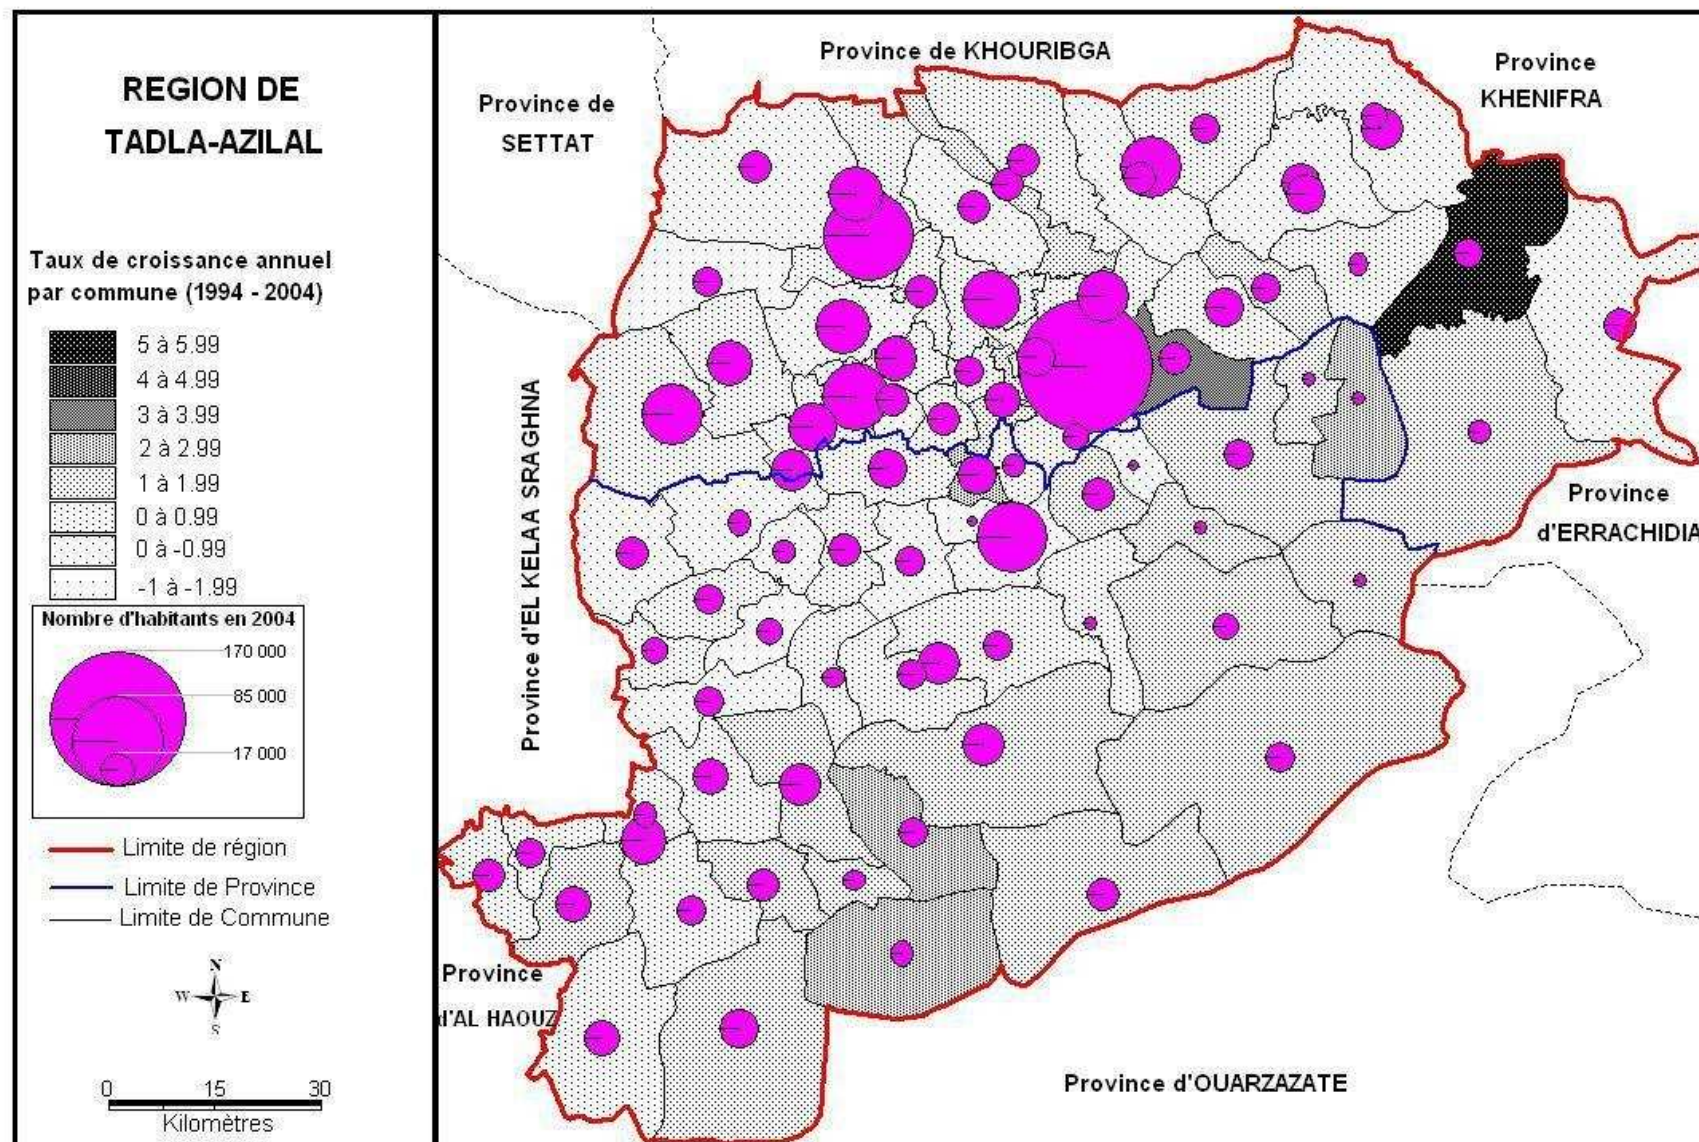 REGION DE
TADLA-AZILAL
Taux de croissance annuel
par commune (1994 - 2004)
5 à 5.99
4 à 4.99
3 à 3.99
2 à 2.99
1 à 1.99
0 à 0.99
0 à -0.99
-1 à -1.99
Nombre d'habitants en 2004
170 000
85 000
17 000
Limite de région
Limite de Province
Limite de Commune
N
W
E
S
0 15 30
Kilomètres
Province de
SETTAT
Province de KHOURIBGA
Province
KHENIFRA
Province d'EL KELAA SRAGHNA
Province
d'ERRACHIDIA
Province
d'AL HAOUZ
Province d'OUARZAZATE